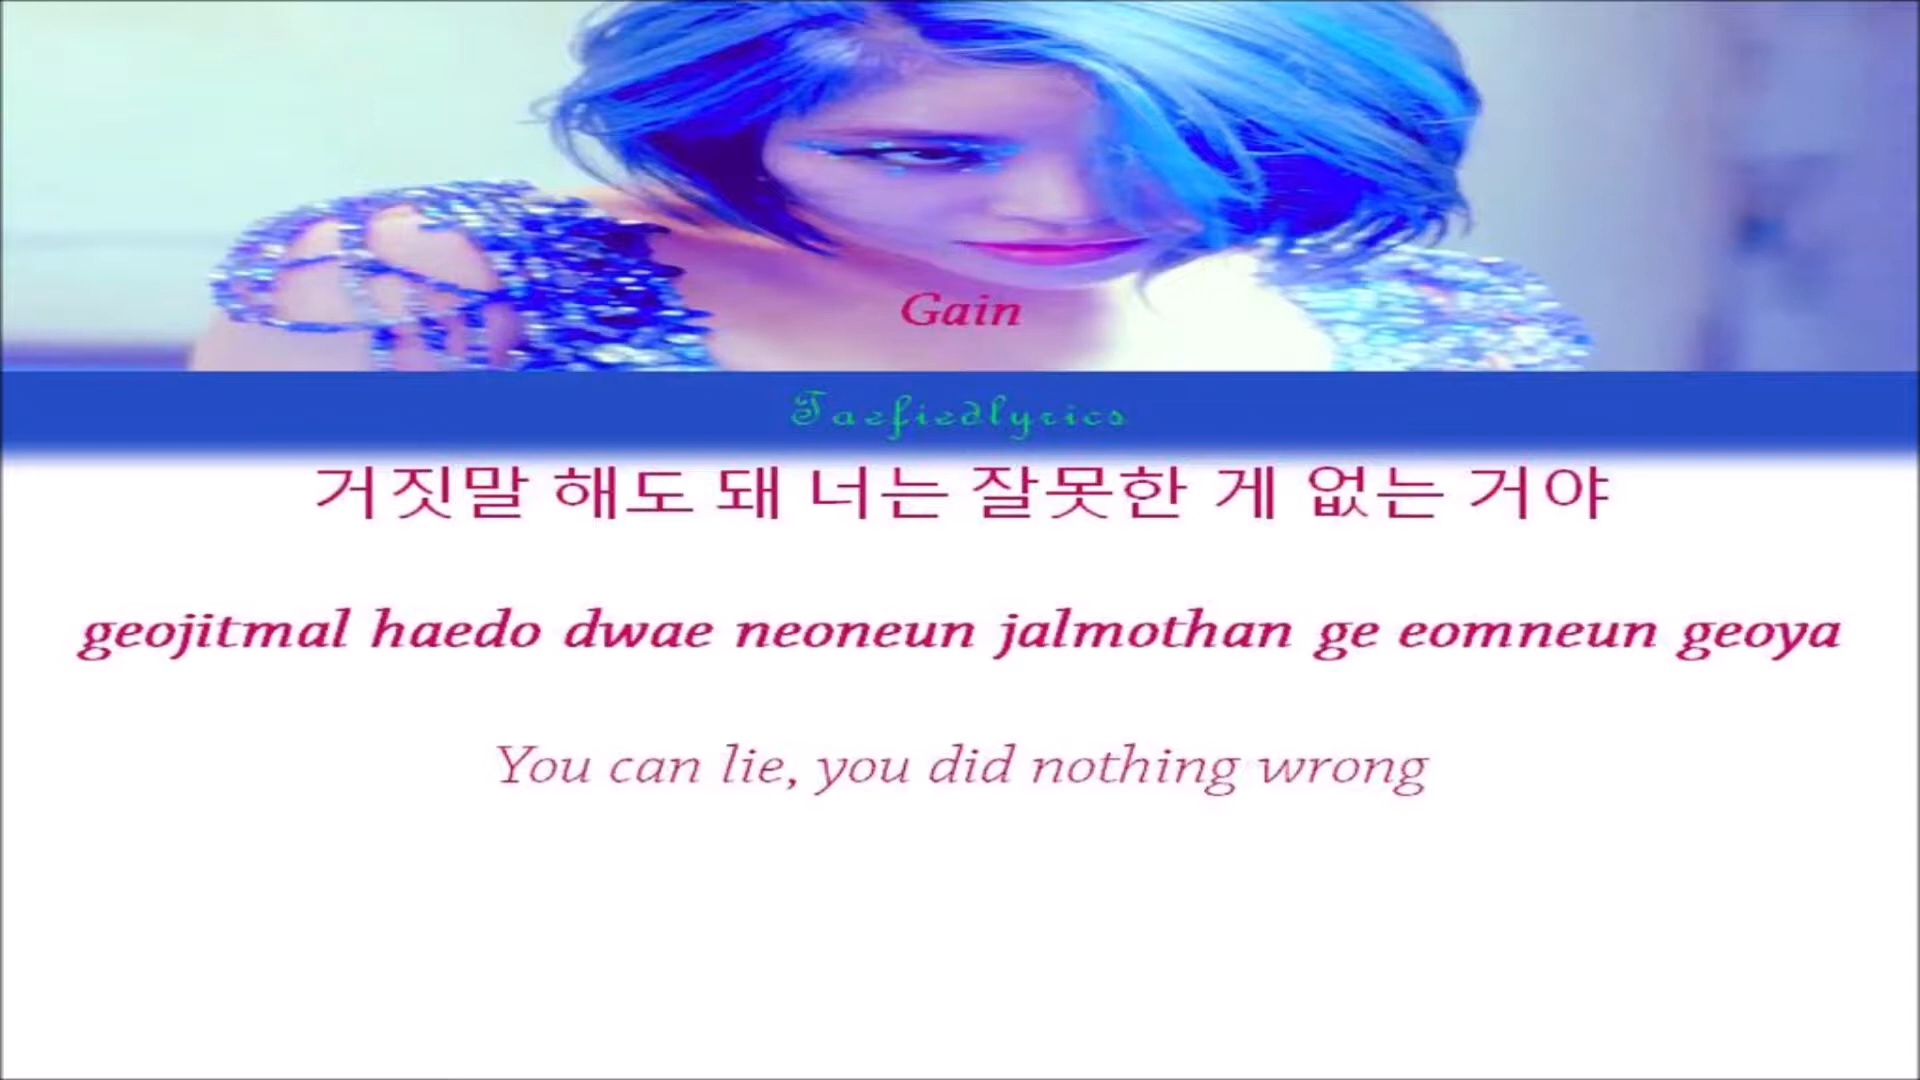 Gain
Taefiedlyrics
거짓말 해도 돼 너는 잘못한 게 없는 거야
geojitmal haedo dwae neoneun jalmothan ge eomneun geoya
You can lie, you did nothing wrong